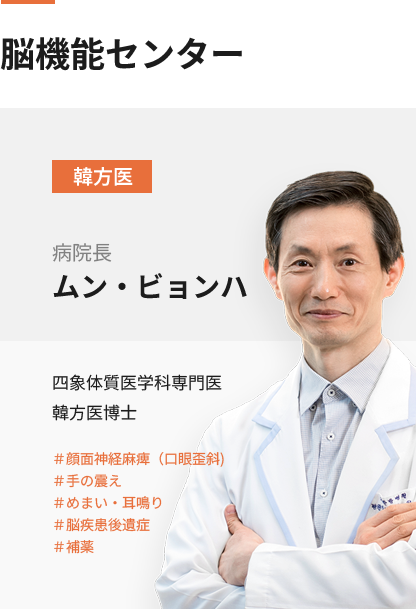 脳機能センター
韓方医
病院長
ムン・ビョンハ
四象体質医学科専門医
韓方医博士
＃顔面神経麻痺（口眼歪斜)
＃手の震え
＃めまい・耳鳴り
＃脳疾患後遺症
＃補薬